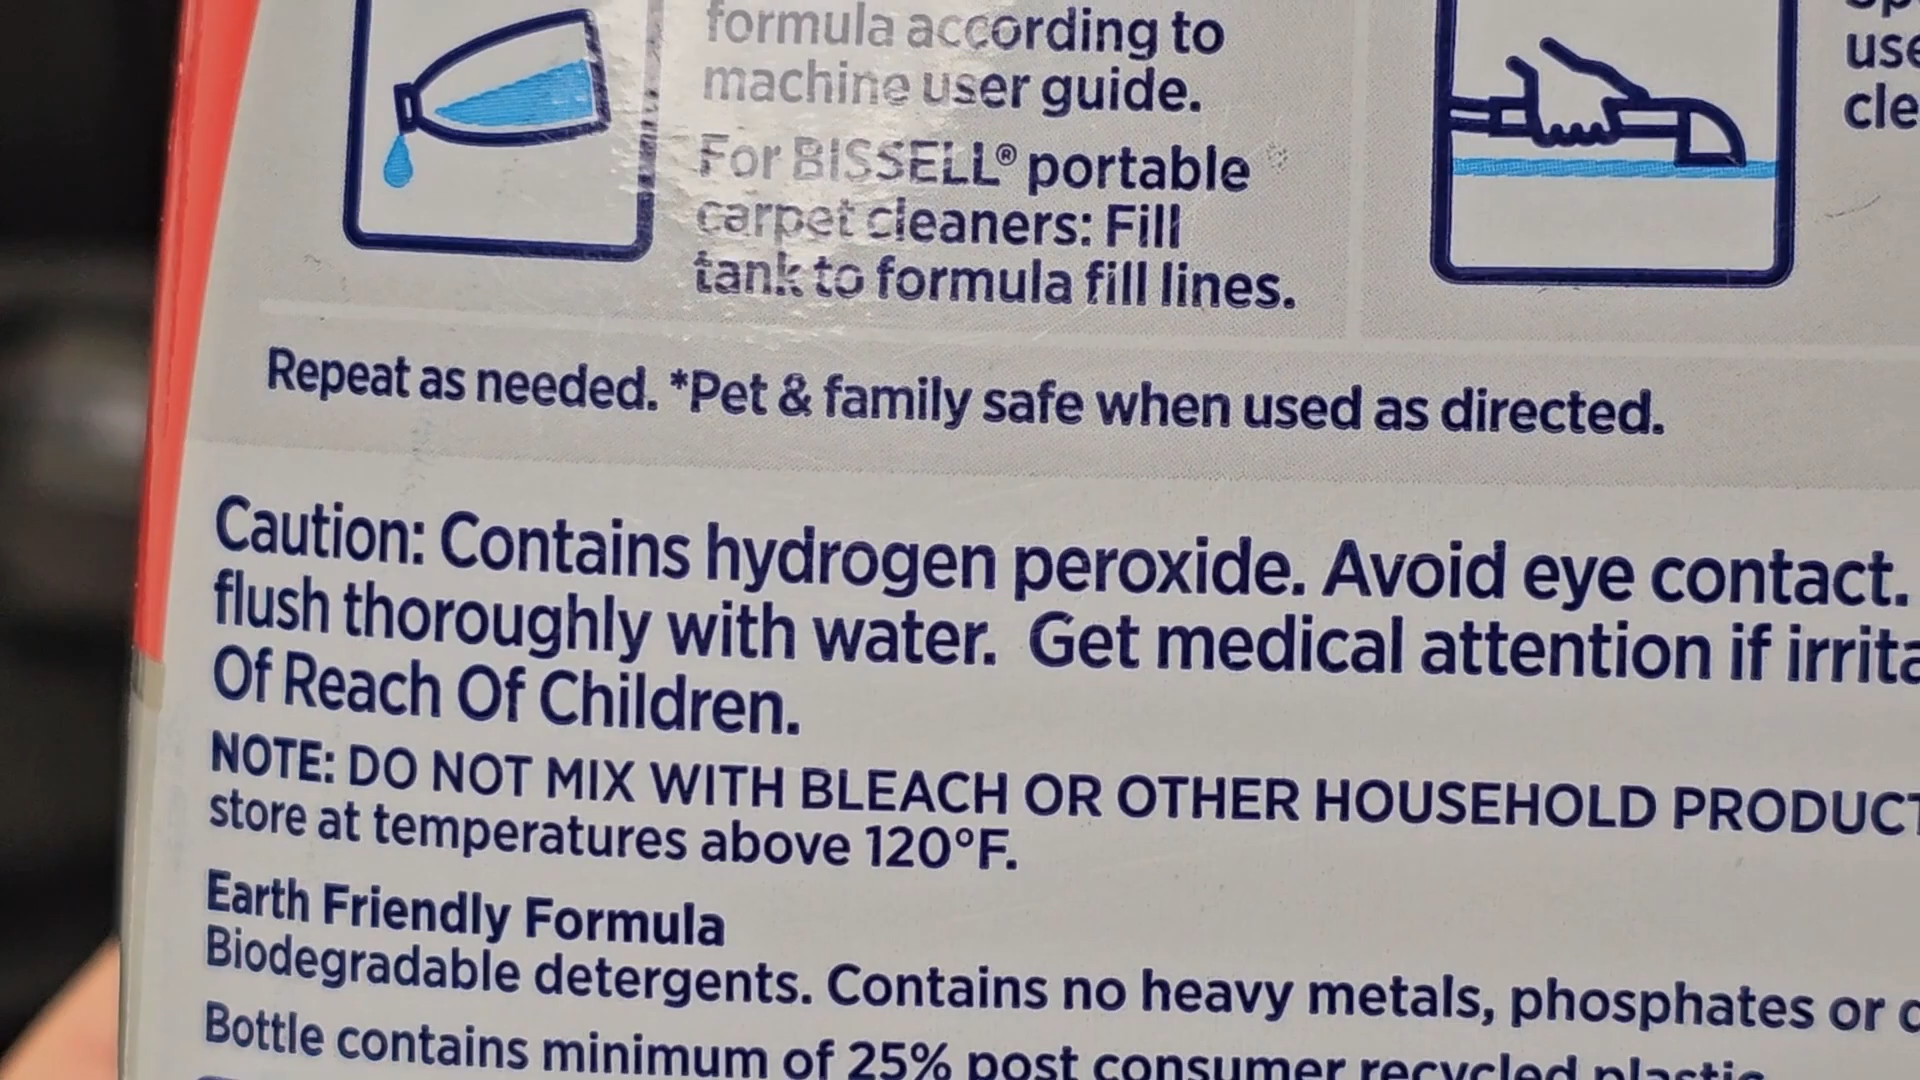 formula according to
machine user guide.
For BISSELL® portable
carpet cleaners: Fill
tank to formula fill lines.
use
cle
Repeat as needed. *Pet & family safe when used as directed.
Caution: Contains hydrogen peroxide. Avoid eye contact.
flush thoroughly with water. Get medical attention if irrita
Of Reach Of Children.
NOTE: DO NOT MIX WITH BLEACH OR OTHER HOUSEHOLD PRODUCT
store at temperatures above 120°F.
Earth Friendly Formula
Biodegradable detergents. Contains no heavy metals, phosphates or
Bottle contains minimum of 25% post consumer recycled plastic